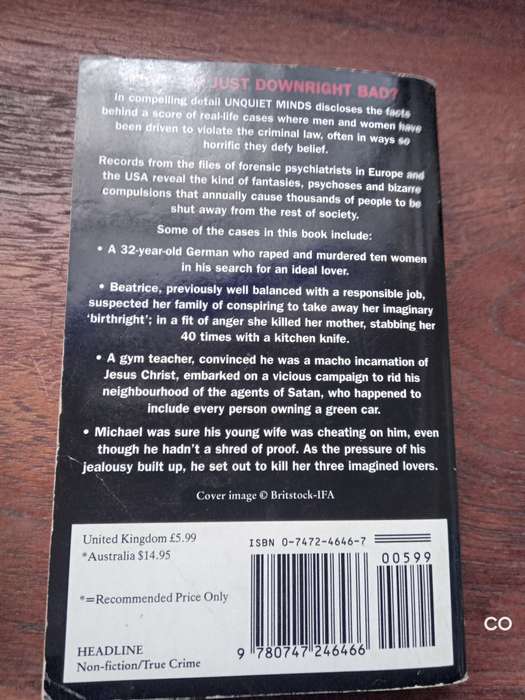 JUST DOWNRIGHT BAD?
In compelling detail UNQUIET MINDS discloses the facts
behind a score of real-life cases where men and women have
been driven to violate the criminal law, often in ways so
horrific they defy belief.
Records from the files of forensic psychiatrists in Europe and
the USA reveal the kind of fantasies, psychoses and bizarre
compulsions that annually cause thousands of people to be
shut away from the rest of society.
Some of the cases in this book include:
• A 32-year-old German who raped and murdered ten women
in his search for an ideal lover.
• Beatrice, previously well balanced with a responsible job,
suspected her family of conspiring to take away her imaginary
'birthright'; in a fit of anger she killed her mother, stabbing her
40 times with a kitchen knife.
• A gym teacher, convinced he was a macho incarnation of
Jesus Christ, embarked on a vicious campaign to rid his
neighbourhood of the agents of Satan, who happened to
include every person owning a green car.
• Michael was sure his young wife was cheating on him, even
though he hadn't a shred of proof. As the pressure of his
jealousy built up, he set out to kill her three imagined lovers.
Cover image © Britstock-IFA
United Kingdom £5.99
*Australia $14.95
*=Recommended Price Only
HEADLINE
Non-fiction/True Crime
ISBN 0-7472-4646-7
00599
9 780747 246466
CO